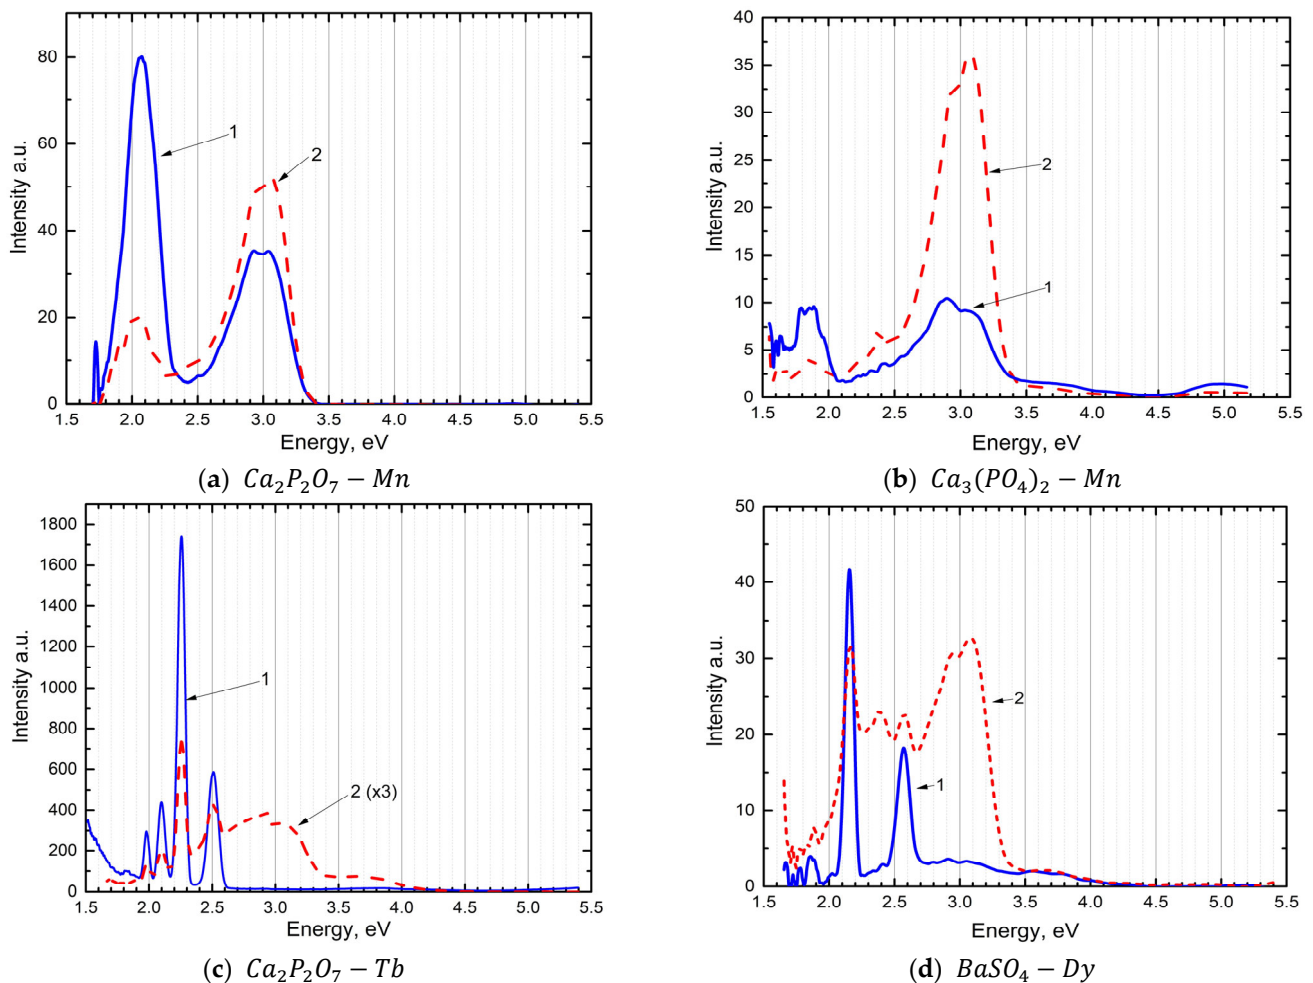 80
60
40
20
0
Intensity a.u.
1
2
1.5 2.0 2.5 3.0 3.5 4.0 4.5 5.0 5.5
Energy, eV
(a) Ca₂P₂O₇ − Mn
40
35
30
25
20
15
10
5
0
Intensity a.u.
2
1
1.5 2.0 2.5 3.0 3.5 4.0 4.5 5.0 5.5
Energy, eV
(b) Ca₃(PO₄)₂ − Mn
1800
1600
1400
1200
1000
800
600
400
200
0
Intensity a.u.
1
2 (x3)
1.5 2.0 2.5 3.0 3.5 4.0 4.5 5.0 5.5
Energy, eV
(c) Ca₂P₂O₇ − Tb
50
40
30
20
10
0
Intensity a.u.
2
1
1.5 2.0 2.5 3.0 3.5 4.0 4.5 5.0 5.5
Energy, eV
(d) BaSO₄ − Dy